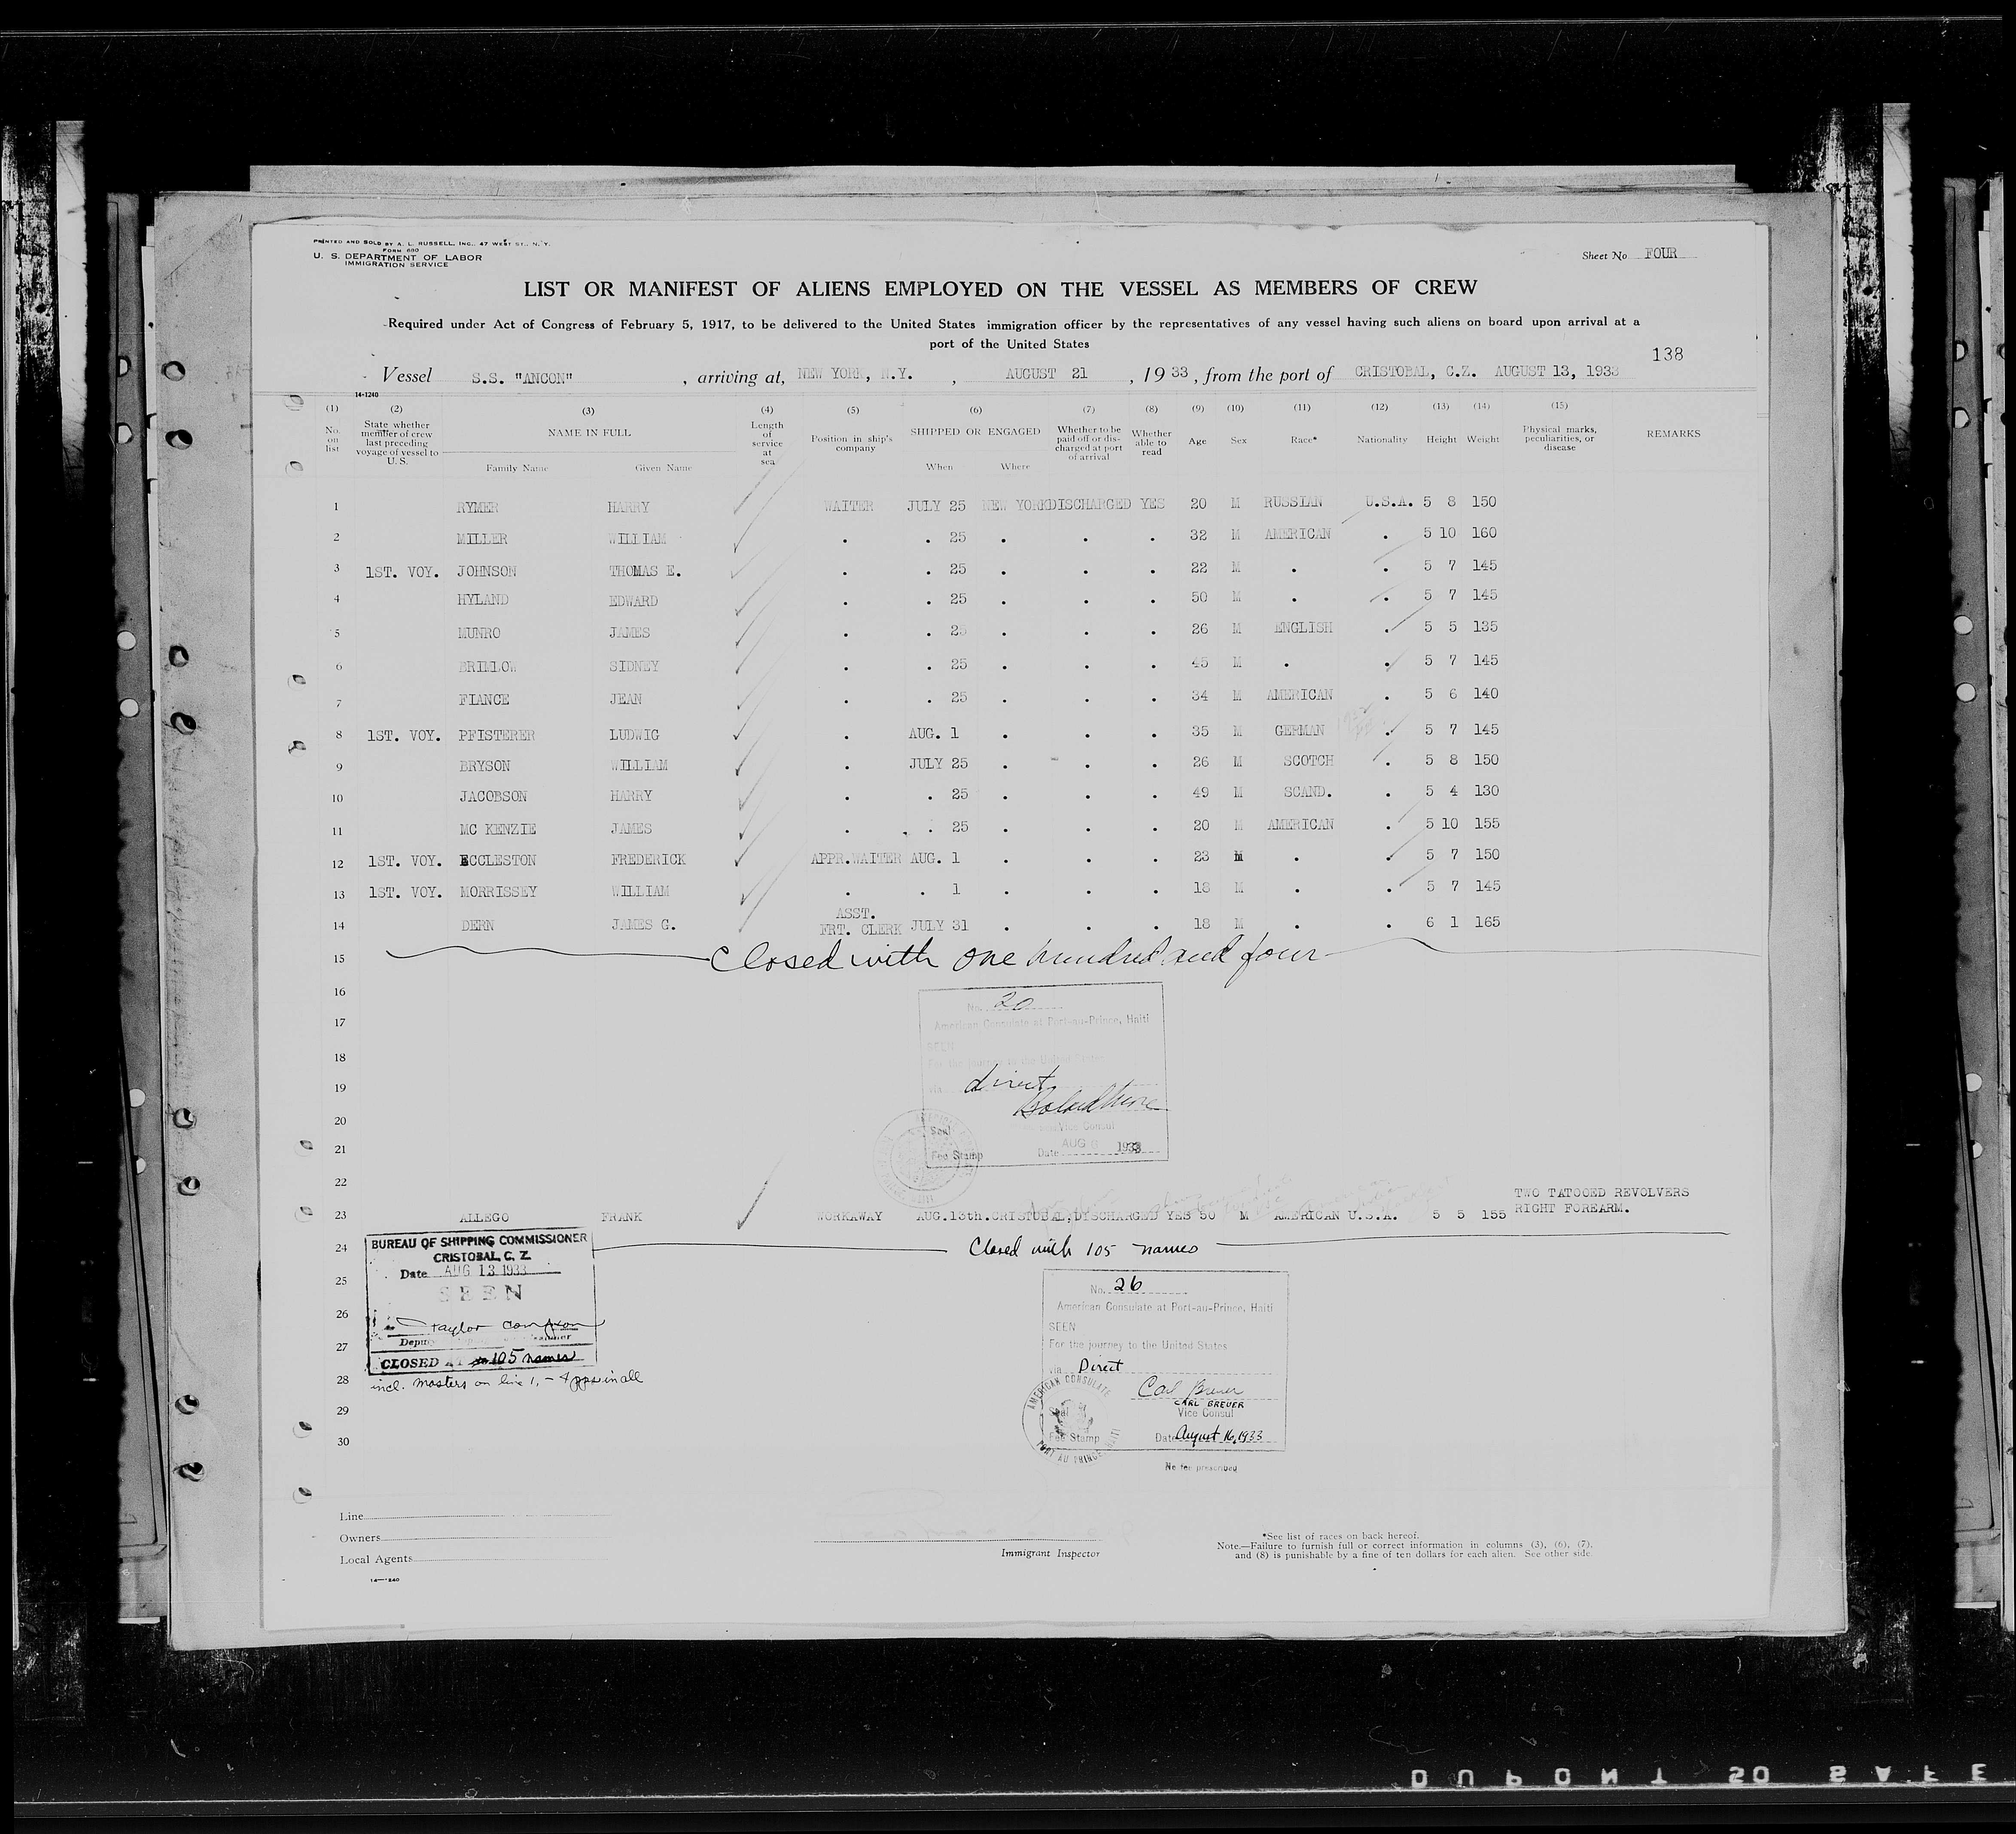 PRINTED AND SOLD BY A. L. RUSSELL, INC., 47 WEST ST., N. Y.
FORM 680
U. S. DEPARTMENT OF LABOR
IMMIGRATION SERVICE
Sheet No FOUR
LIST OR MANIFEST OF ALIENS EMPLOYED ON THE VESSEL AS MEMBERS OF CREW
Required under Act of Congress of February 5, 1917, to be delivered to the United States immigration officer by the representatives of any vessel having such aliens on board upon arrival at a
port of the United States
138
Vessel S.S. "ANCON", arriving at, NEW YORK, N.Y., AUGUST 21, 1933, from the port of CRISTOBAL, C.Z. AUGUST 13, 1933
14-1240
(1) (2) (3) (4) (5) (6) (7) (8) (9) (10) (11) (12) (13) (14) (15)
No. on list State whether member of crew last preceding voyage of vessel to U. S. NAME IN FULL Family Name Given Name Length of service at sea Position in ship's company SHIPPED OR ENGAGED When Where Whether to be paid off or discharged at port of arrival Whether able to read Age Sex Race* Nationality Height Weight Physical marks, peculiarities, or disease REMARKS
1 RYMER HARRY WAITER JULY 25 NEW YORK DISCHARGED YES 20 M RUSSIAN U.S.A. 5 8 150
2 MILLER WILLIAM . . 25 . . . 32 M AMERICAN . 5 10 160
3 1ST. VOY. JOHNSON THOMAS E. . . 25 . . . 22 M . . 5 7 145
4 HYLAND EDWARD . . 25 . . . 50 M . . 5 7 145
5 MUNRO JAMES . . 25 . . . 26 M ENGLISH . 5 5 135
6 BRIMLOW SIDNEY . . 25 . . . 45 M . . 5 7 145
7 FIANCE JEAN . . 25 . . . 34 M AMERICAN . 5 6 140
8 1ST. VOY. PFISTERER LUDWIG . AUG. 1 . . . 35 M GERMAN . 5 7 145
9 BRYSON WILLIAM . JULY 25 . . . 26 M SCOTCH . 5 8 150
10 JACOBSON HARRY . . 25 . . . 49 M SCAND. . 5 4 130
11 MC KENZIE JAMES . . 25 . . . 20 M AMERICAN . 5 10 155
12 1ST. VOY. ECCLESTON FREDERICK APPR.WAITER AUG. 1 . . . 23 M . . 5 7 150
13 1ST. VOY. MORRISSEY WILLIAM . . 1 . . . 18 M . . 5 7 145
14 DERN JAMES G. ASST. FRT. CLERK JULY 31 . . . 18 M . . 6 1 165
15 Closed with one hundred and four
16
No. 20
17
American Consulate at Port-au-Prince, Haiti
SEEN
18
For the journey to the United States
19
via direct
20
Vice Consul
Seal
AUG 1933
21
Fee Stamp Date
22
TWO TATOOED REVOLVERS
RIGHT FOREARM.
23 ALLEGO FRANK WORKAWAY AUG.13th. CRISTOBAL, DYSCHARGED YES 50 M AMERICAN U.S.A. 5 5 155
24 Closed with 105 names
BUREAU OF SHIPPING COMMISSIONER
CRISTOBAL, C. Z.
Date AUG 13 1933
SEEN
Taylor
Deputy
CLOSED 105 names
incl. masters on line 1, - 4 pps in all
25
26
27
28
29
30
No. 26
American Consulate at Port-au-Prince, Haiti
SEEN
For the journey to the United States
via Direct
Carl Breuer
CARL BREUER
Vice Consul
AMERICAN CONSULATE
PORT AU PRINCE HAITI
Seal
Fee Stamp
Date August 16, 1933
No fee prescribed
Line
Owners
Local Agents
Immigrant Inspector
*See list of races on back hereof.
Note.—Failure to furnish full or correct information in columns (3), (6), (7),
and (8) is punishable by a fine of ten dollars for each alien. See other side.
14-1240
DUPONT SO SAFE